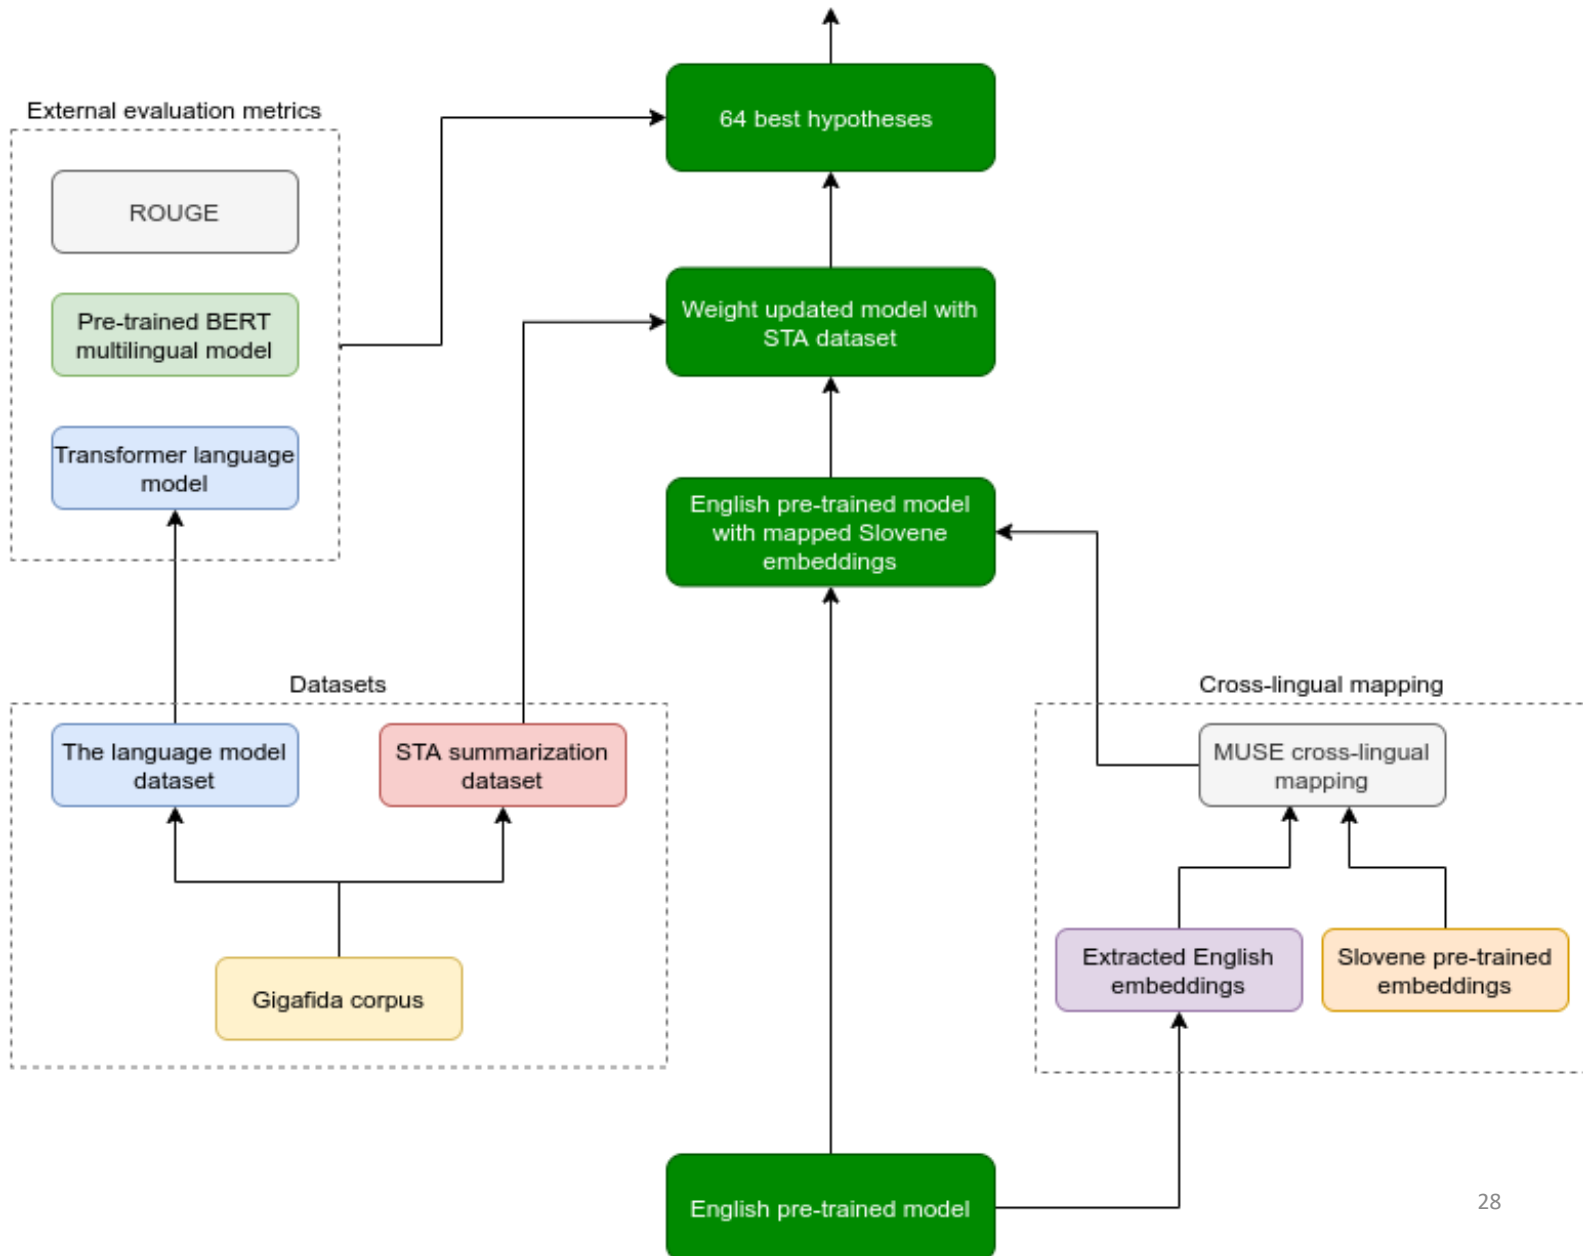 64 best hypotheses
External evaluation metrics
ROUGE
Pre-trained BERT
multilingual model
Transformer language
model
Weight updated model with
STA dataset
English pre-trained model
with mapped Slovene
embeddings
Datasets
The language model
dataset
STA summarization
dataset
Gigafida corpus
Cross-lingual mapping
MUSE cross-lingual
mapping
Extracted English
embeddings
Slovene pre-trained
embeddings
English pre-trained model
28